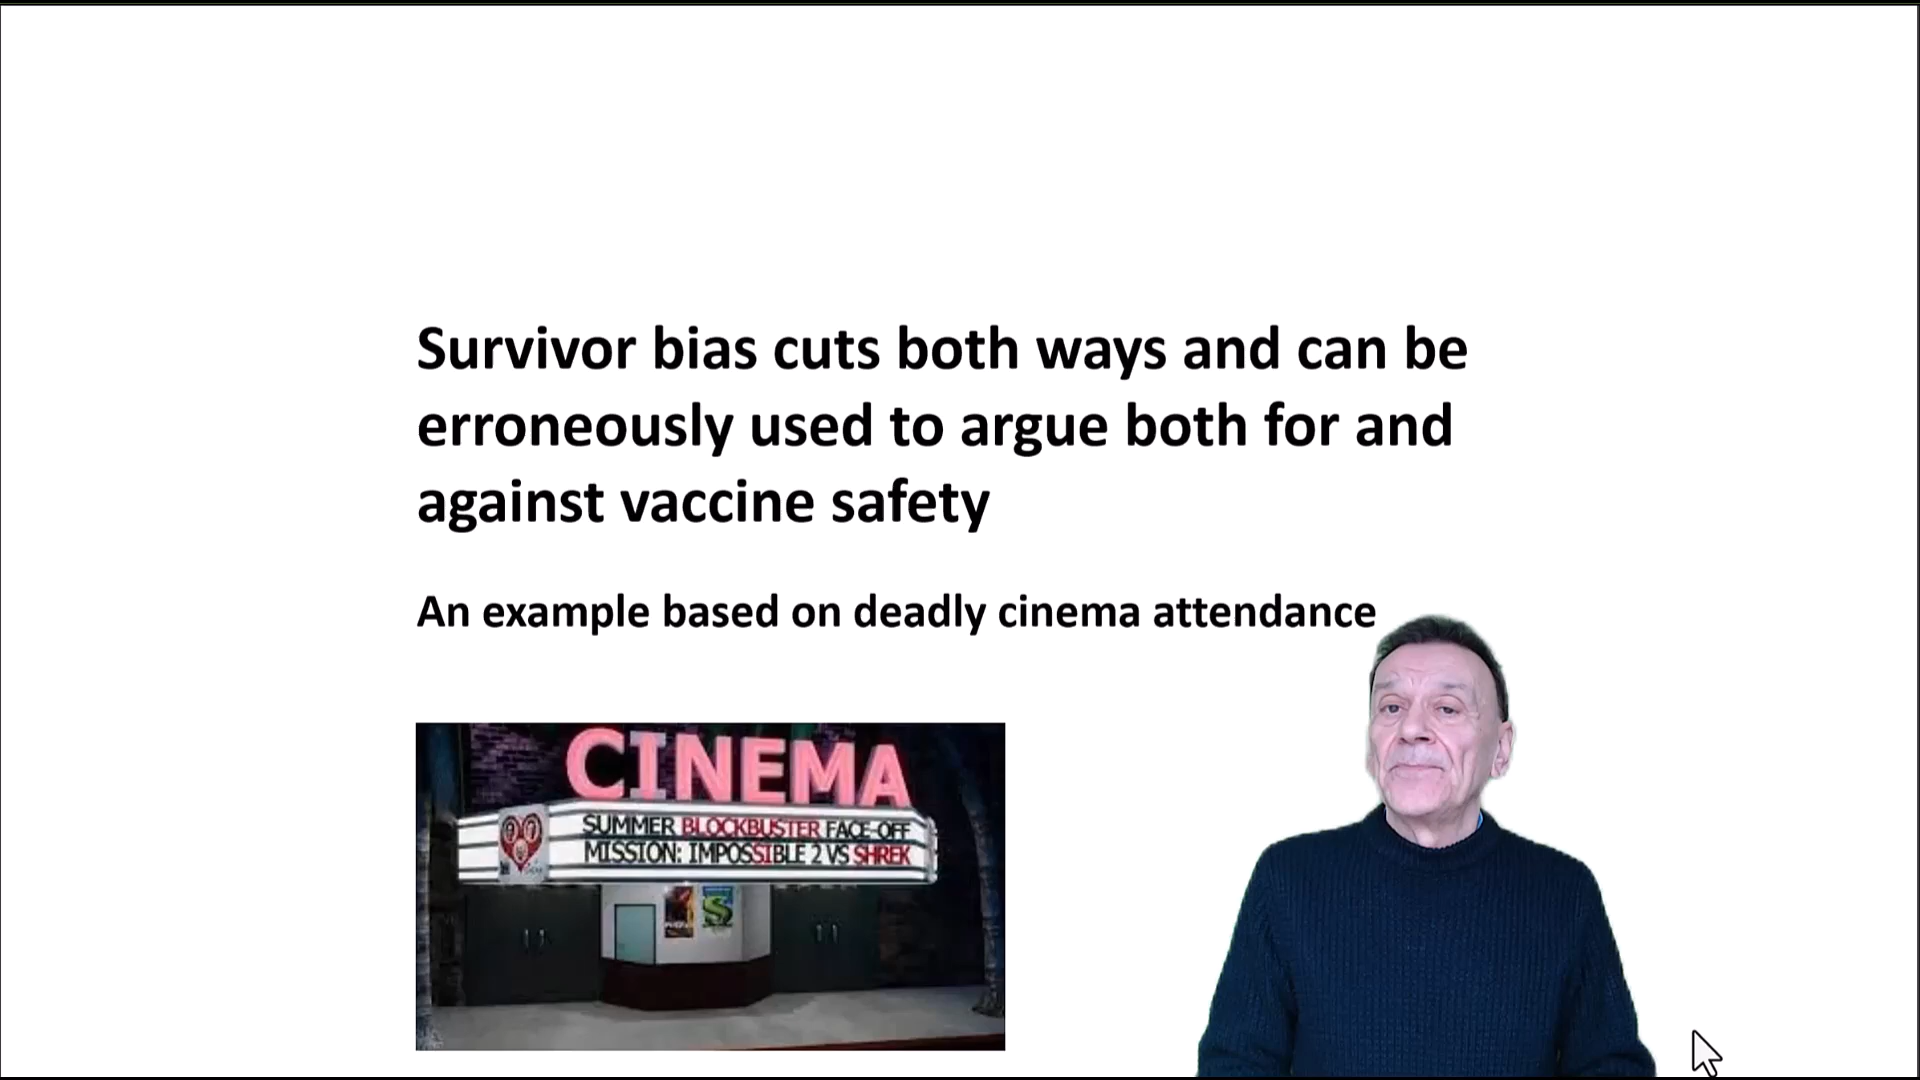 Survivor bias cuts both ways and can be
erroneously used to argue both for and
against vaccine safety
An example based on deadly cinema attendance
CINEMA
SUMMER BLOCKBUSTER FACE-OFF
MISSION: IMPOSSIBLE 2 VS SHREK